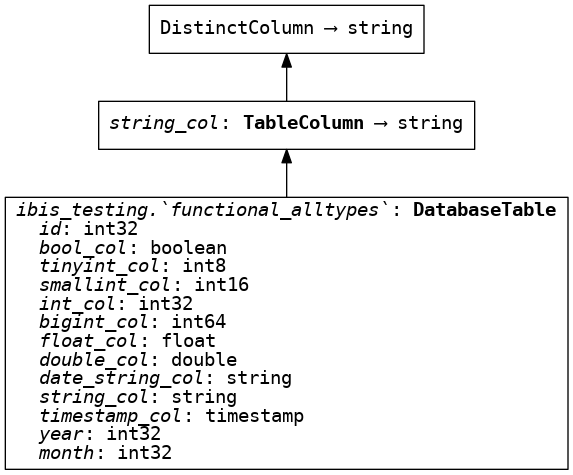 DistinctColumn → string
string_col: TableColumn → string
ibis_testing.`functional_alltypes`: DatabaseTable
id: int32
bool_col: boolean
tinyint_col: int8
smallint_col: int16
int_col: int32
bigint_col: int64
float_col: float
double_col: double
date_string_col: string
string_col: string
timestamp_col: timestamp
year: int32
month: int32